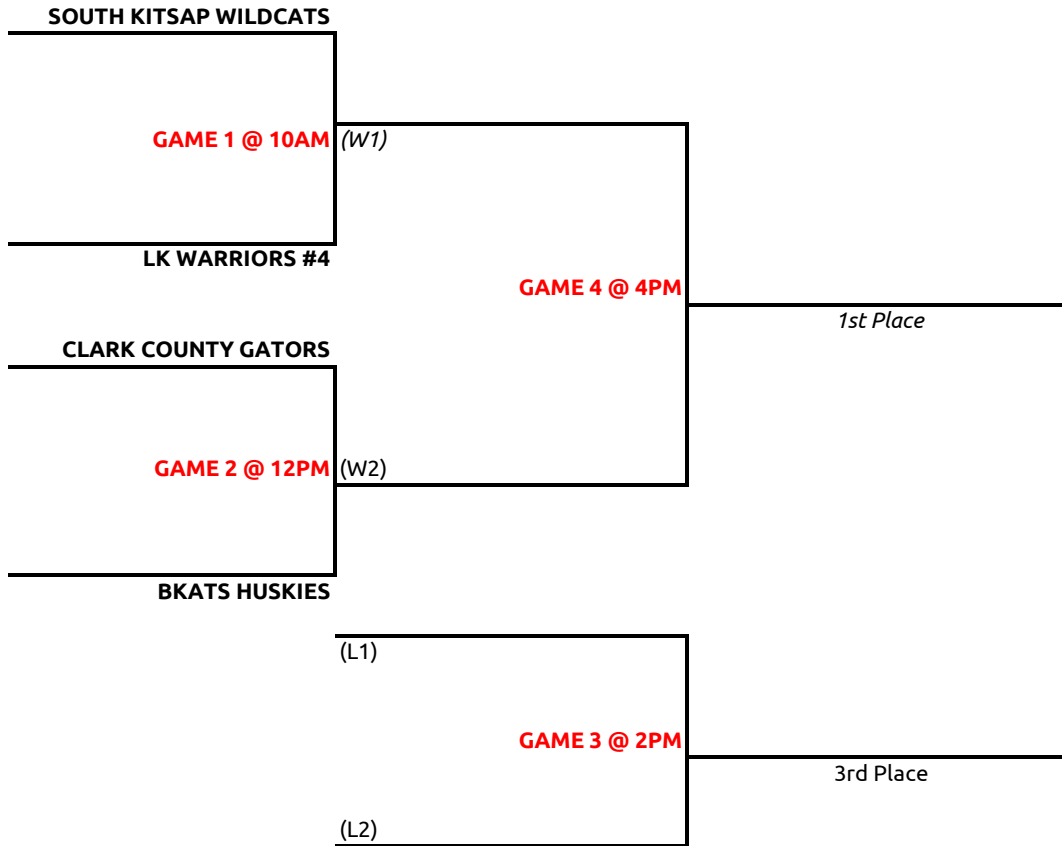 SOUTH KITSAP WILDCATS
GAME 1 @ 10AM (W1)
LK WARRIORS #4
GAME 4 @ 4PM
1st Place
CLARK COUNTY GATORS
GAME 2 @ 12PM (W2)
BKATS HUSKIES
(L1)
GAME 3 @ 2PM
3rd Place
(L2)